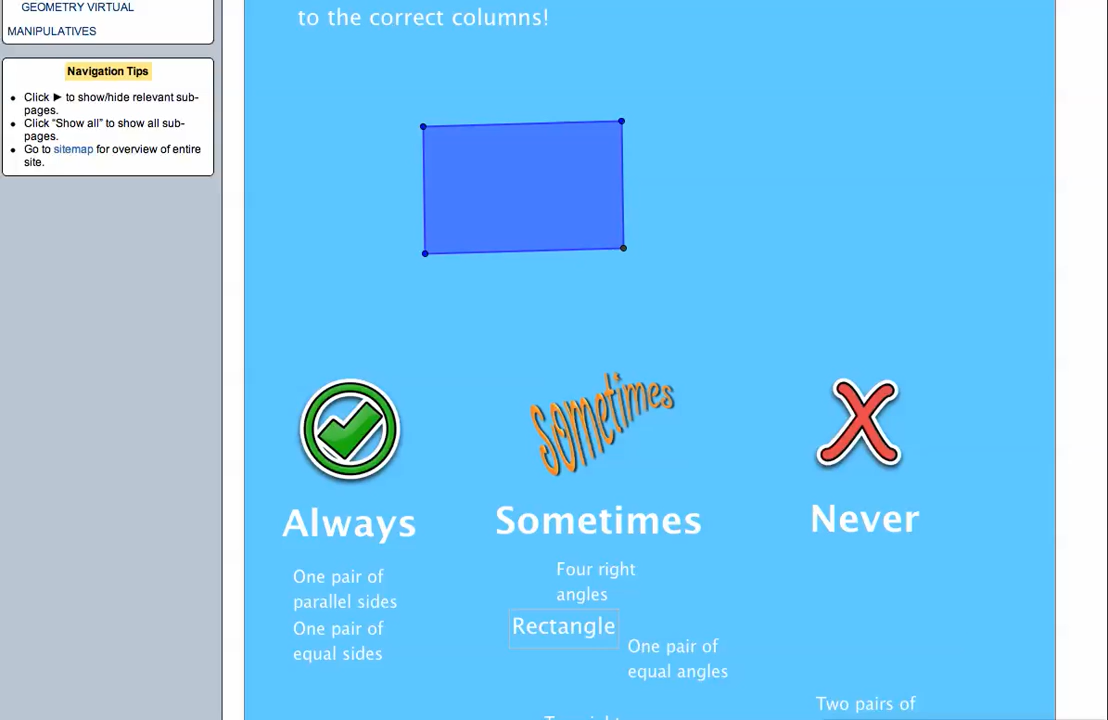 GEOMETRY VIRTUAL
MANIPULATIVES
Navigation Tips
Click ► to show/hide relevant sub-
pages.
Click “Show all” to show all sub-
pages.
Go to sitemap for overview of entire
site.
to the correct columns!
Sometimes
Always
Sometimes
Never
One pair of
parallel sides
One pair of
equal sides
Four right
angles
Rectangle
One pair of
equal angles
Two pairs of